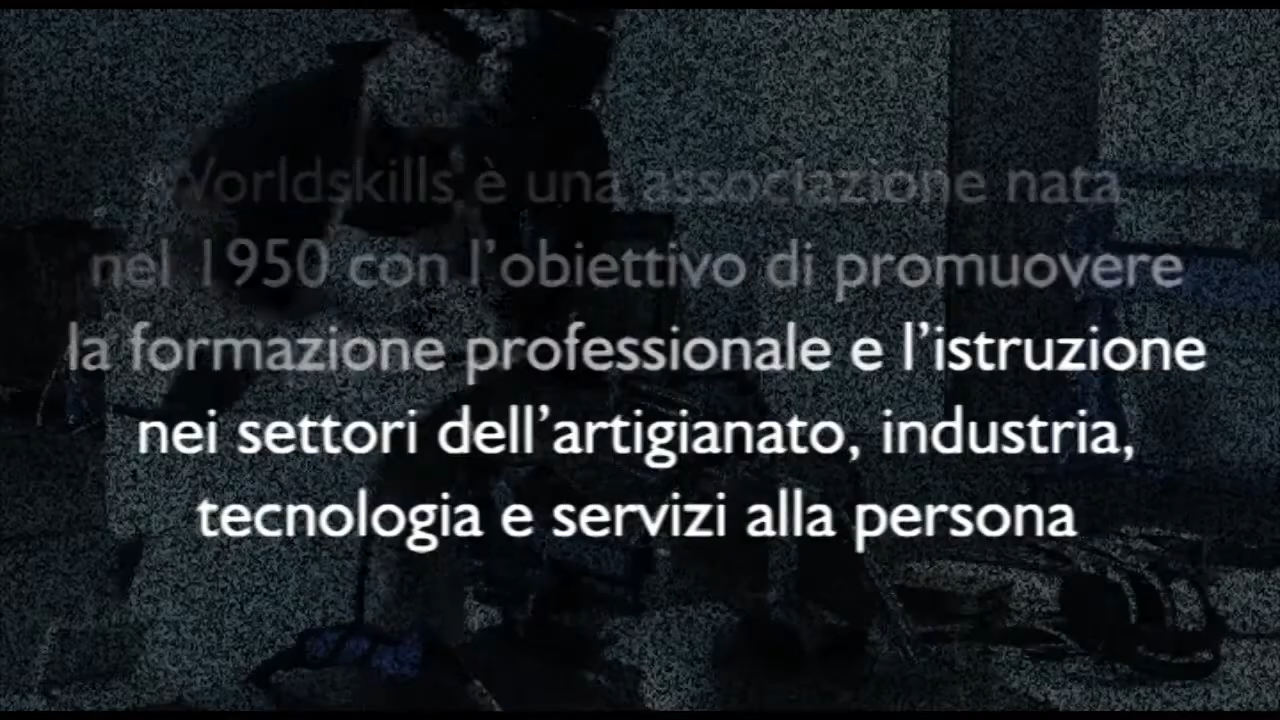 Worldskills è una associazione nata
nel 1950 con l'obiettivo di promuovere
la formazione professionale e l'istruzione
nei settori dell'artigianato, industria,
tecnologia e servizi alla persona